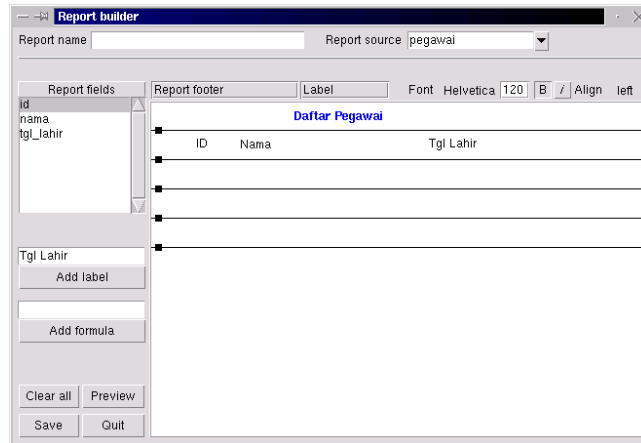 Report builder
Report name Report source pegawai
Report fields Report footer Label Font Helvetica 120 B i Align left
id
nama
tgl_lahir
Daftar Pegawai
ID Nama Tgl Lahir
Tgl Lahir
Add label
Add formula
Clear all Preview
Save Quit